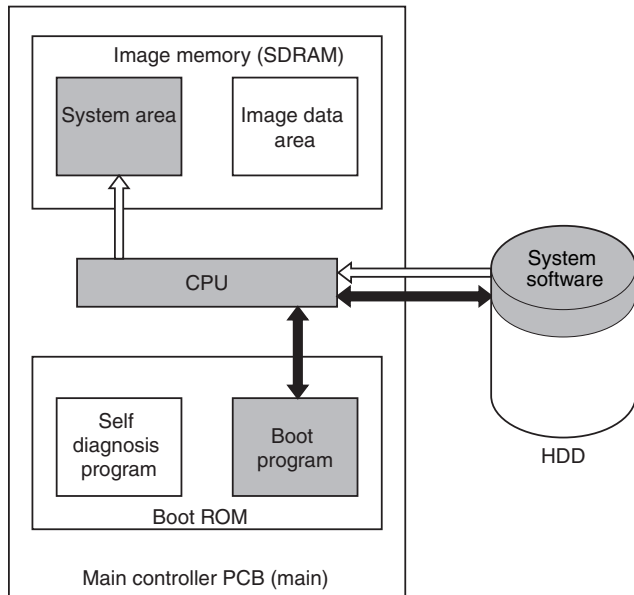 Image memory (SDRAM)
System area
Image data
area
CPU
System
software
Self
diagnosis
program
Boot
program
HDD
Boot ROM
Main controller PCB (main)